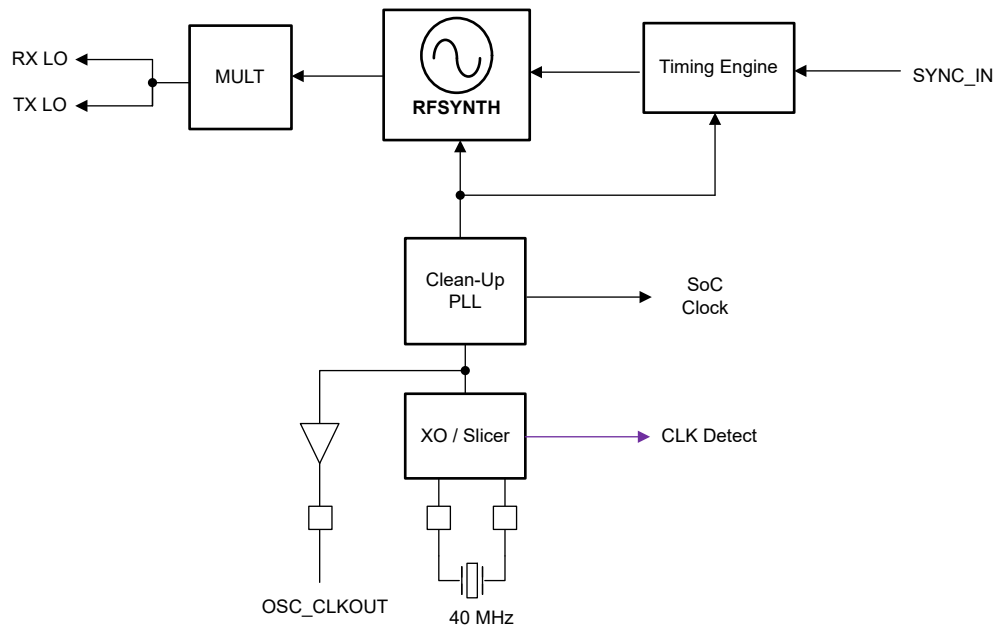 RX LO
TX LO
MULT
RFSYNTH
Timing Engine
SYNC_IN
Clean-Up
PLL
SoC
Clock
XO / Slicer
CLK Detect
OSC_CLKOUT
40 MHz